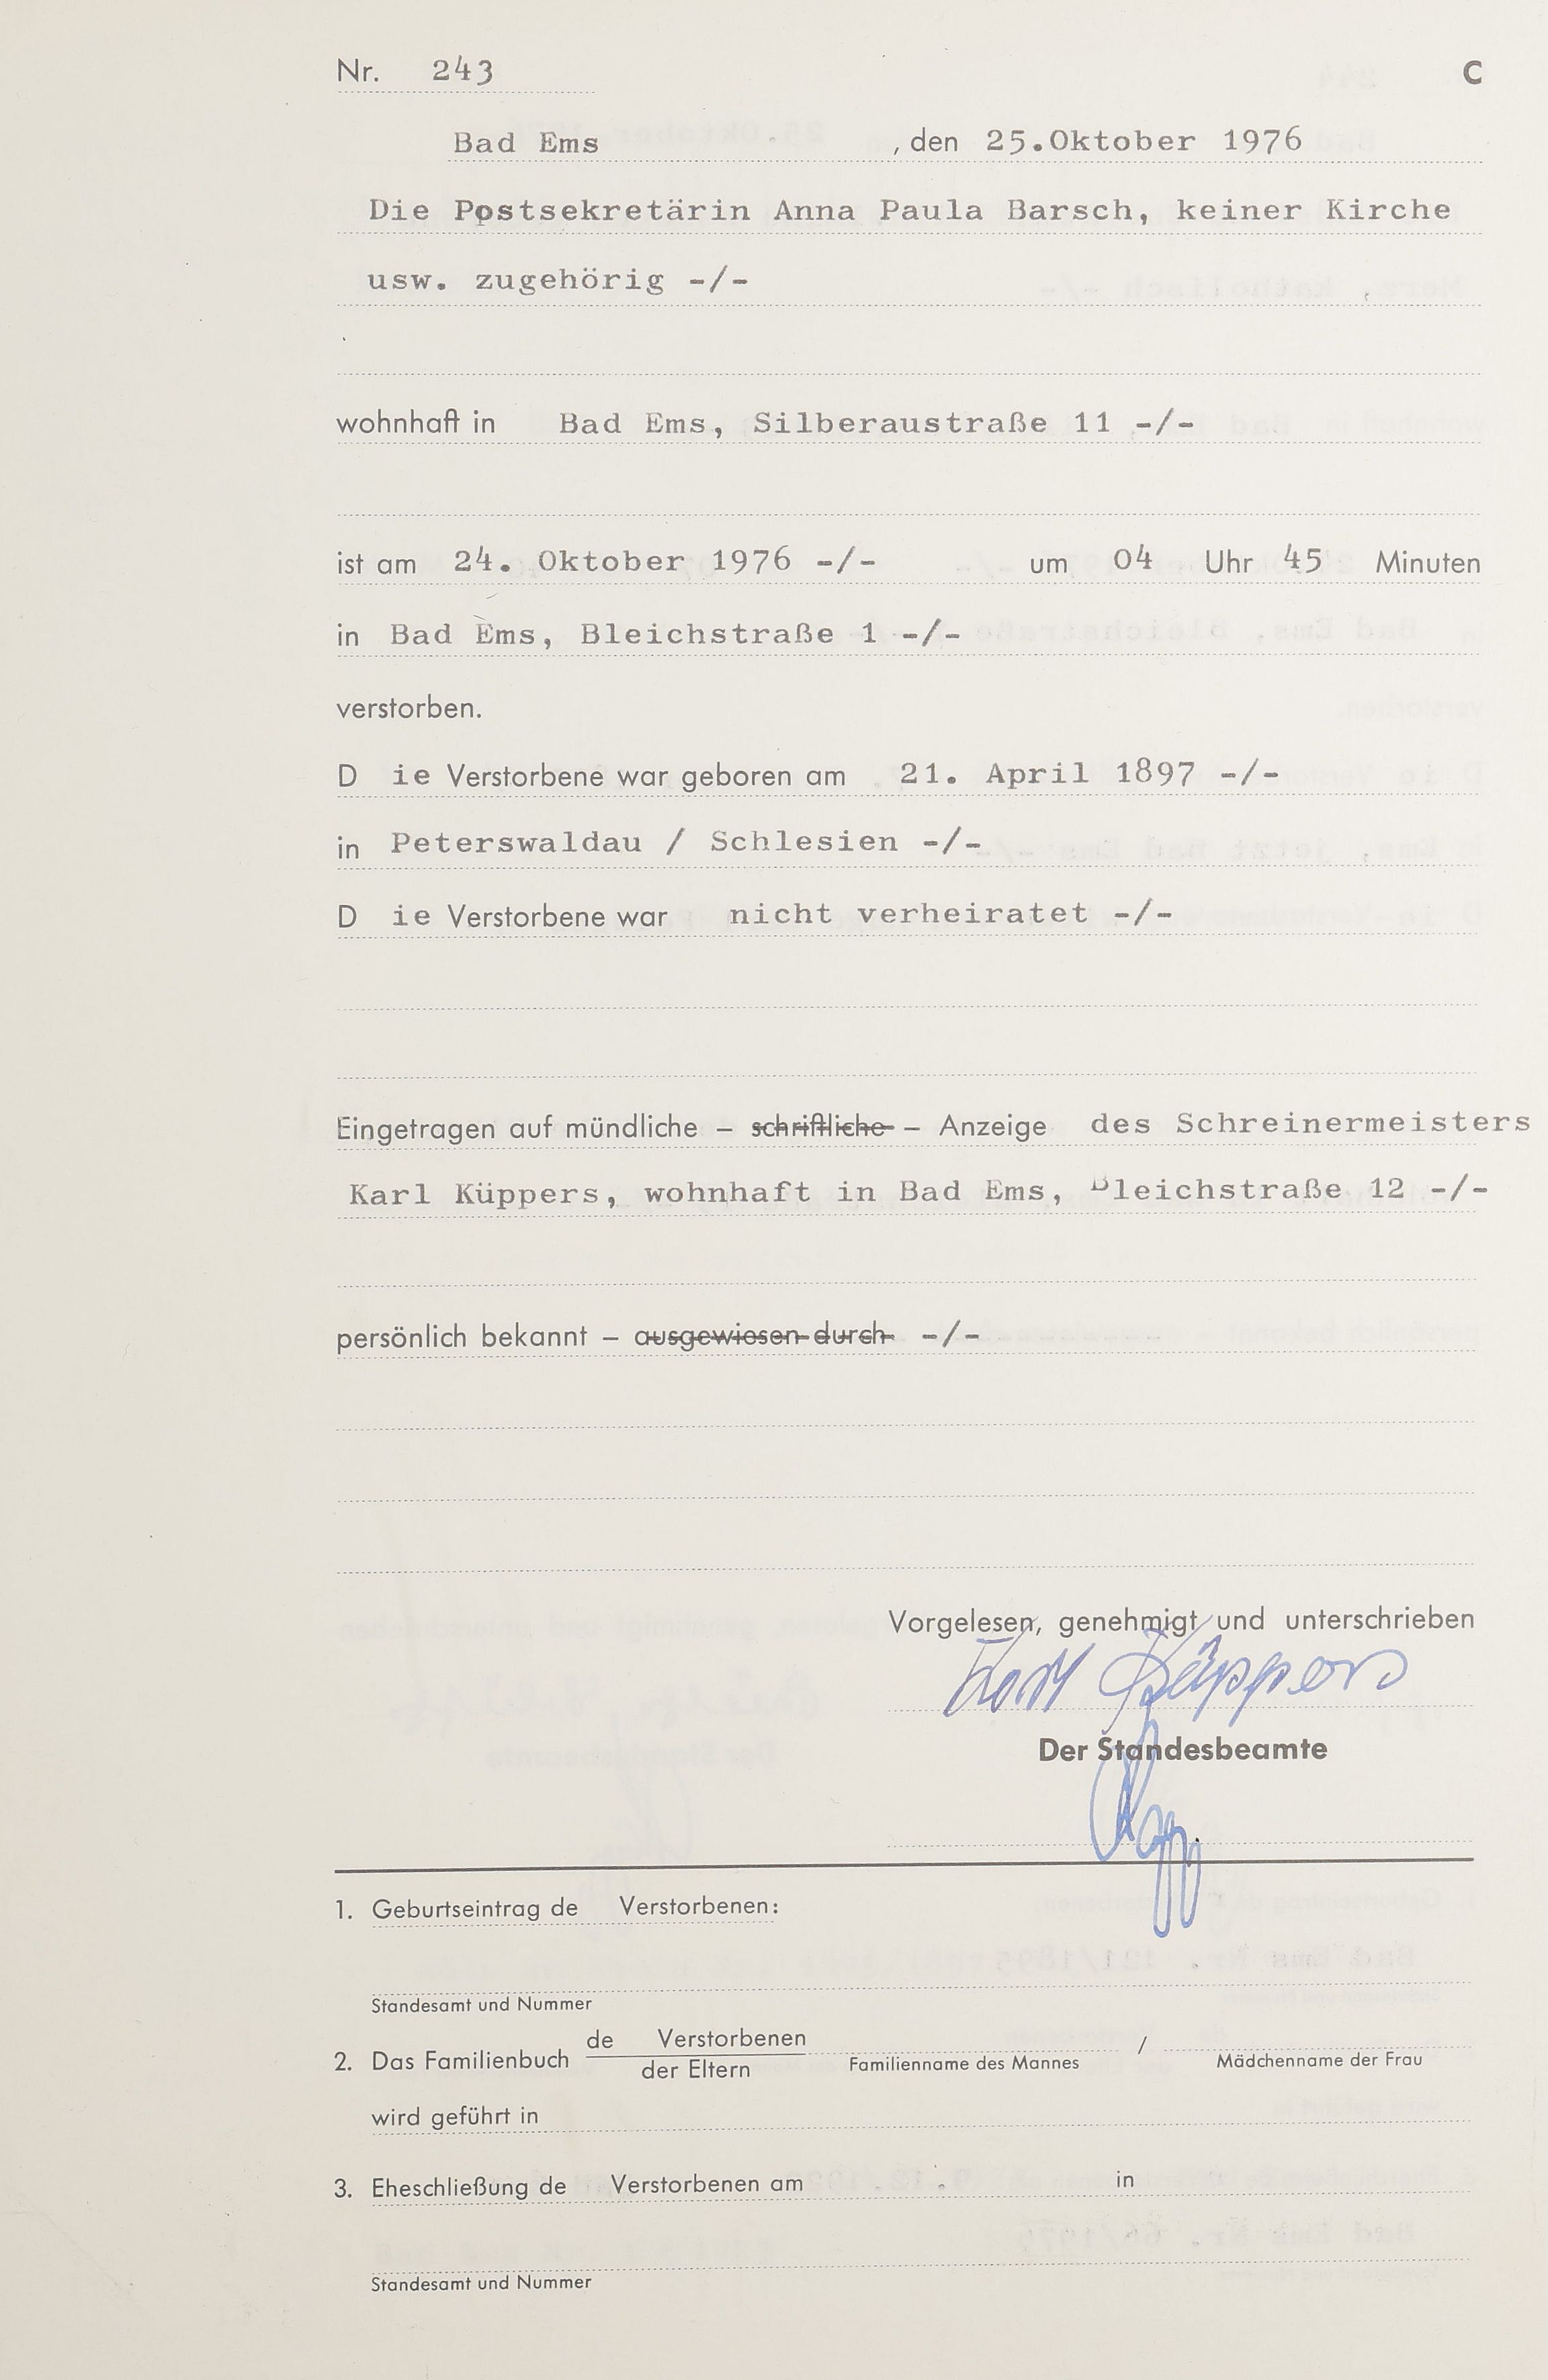 Nr. 243 C
Bad Ems , den 25.Oktober 1976
Die Postsekretärin Anna Paula Barsch, keiner Kirche
usw. zugehörig -/-
wohnhaft in Bad Ems, Silberaustraße 11 -/-
ist am 24. Oktober 1976 -/- um 04 Uhr 45 Minuten
in Bad Ems, Bleichstraße 1 -/-
verstorben.
D ie Verstorbene war geboren am 21. April 1897 -/-
in Peterswaldau / Schlesien -/-
D ie Verstorbene war nicht verheiratet -/-
Eingetragen auf mündliche – schriftliche – Anzeige des Schreinermeisters
Karl Küppers, wohnhaft in Bad Ems, Bleichstraße 12 -/-
persönlich bekannt – ausgewiesen durch -/-
Vorgelesen, genehmigt und unterschrieben
Karl Küppers
Der Standesbeamte
1. Geburtseintrag de Verstorbenen:
Standesamt und Nummer
2. Das Familienbuch de Verstorbenen / 
der Eltern Familienname des Mannes Mädchenname der Frau
wird geführt in
3. Eheschließung de Verstorbenen am in
Standesamt und Nummer